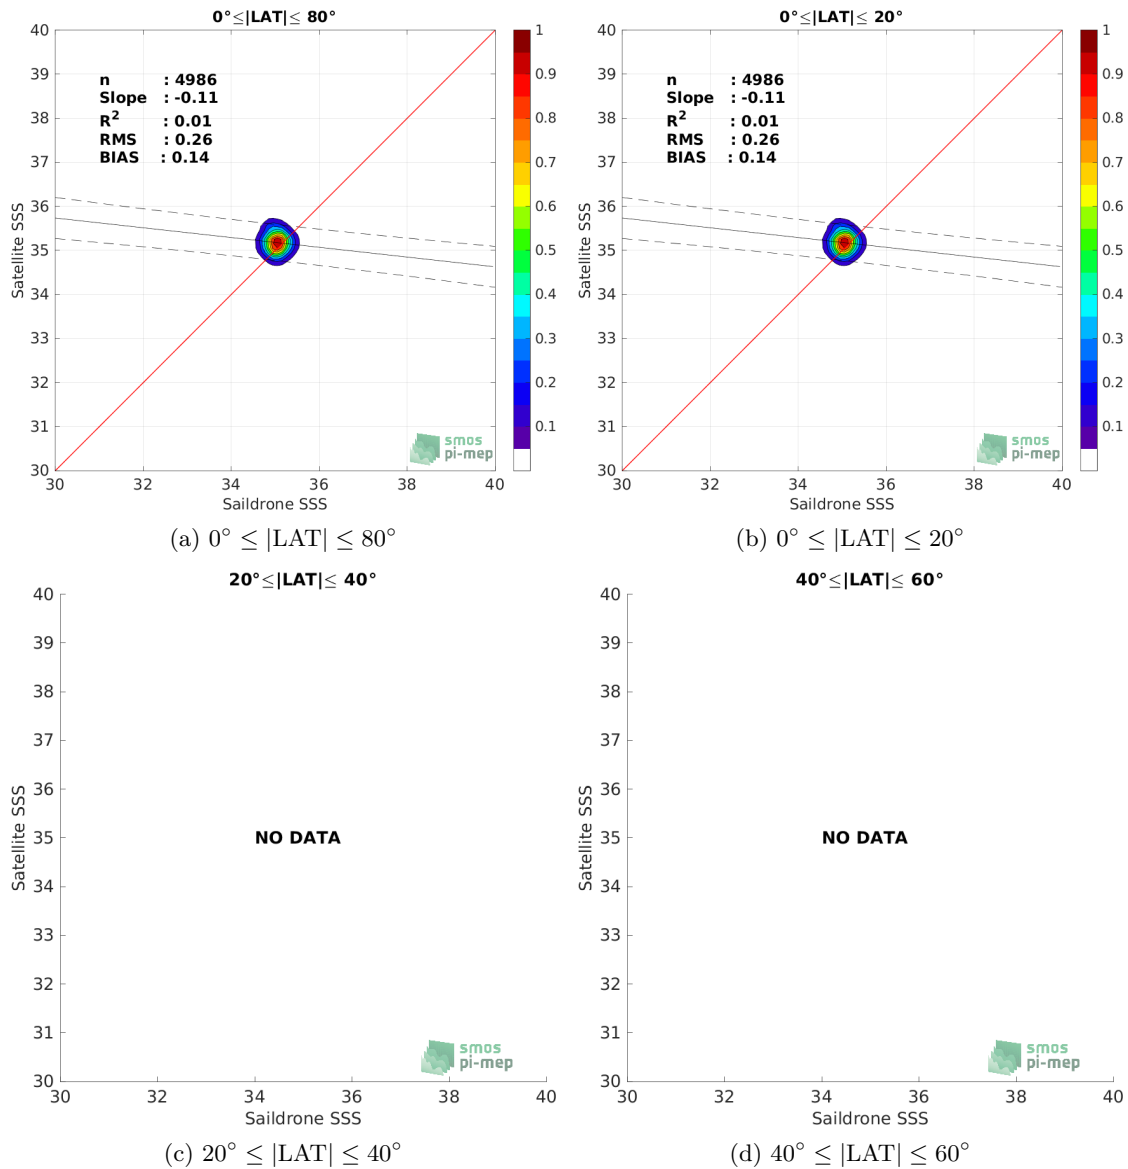 0°≤|LAT|≤ 80°
40
39
38
37
36
35
34
33
32
31
30
Satellite SSS
n : 4986
Slope : -0.11
R² : 0.01
RMS : 0.26
BIAS : 0.14
1
0.9
0.8
0.7
0.6
0.5
0.4
0.3
0.2
0.1
smos
pi-mep
30 32 34 36 38 40
Saildrone SSS
(a) 0° ≤ |LAT| ≤ 80°
0°≤|LAT|≤ 20°
40
39
38
37
36
35
34
33
32
31
30
Satellite SSS
n : 4986
Slope : -0.11
R² : 0.01
RMS : 0.26
BIAS : 0.14
1
0.9
0.8
0.7
0.6
0.5
0.4
0.3
0.2
0.1
smos
pi-mep
30 32 34 36 38 40
Saildrone SSS
(b) 0° ≤ |LAT| ≤ 20°
20°≤|LAT|≤ 40°
40
39
38
37
36
35
34
33
32
31
30
Satellite SSS
NO DATA
smos
pi-mep
30 32 34 36 38 40
Saildrone SSS
(c) 20° ≤ |LAT| ≤ 40°
40°≤|LAT|≤ 60°
40
39
38
37
36
35
34
33
32
31
30
Satellite SSS
NO DATA
smos
pi-mep
30 32 34 36 38 40
Saildrone SSS
(d) 40° ≤ |LAT| ≤ 60°